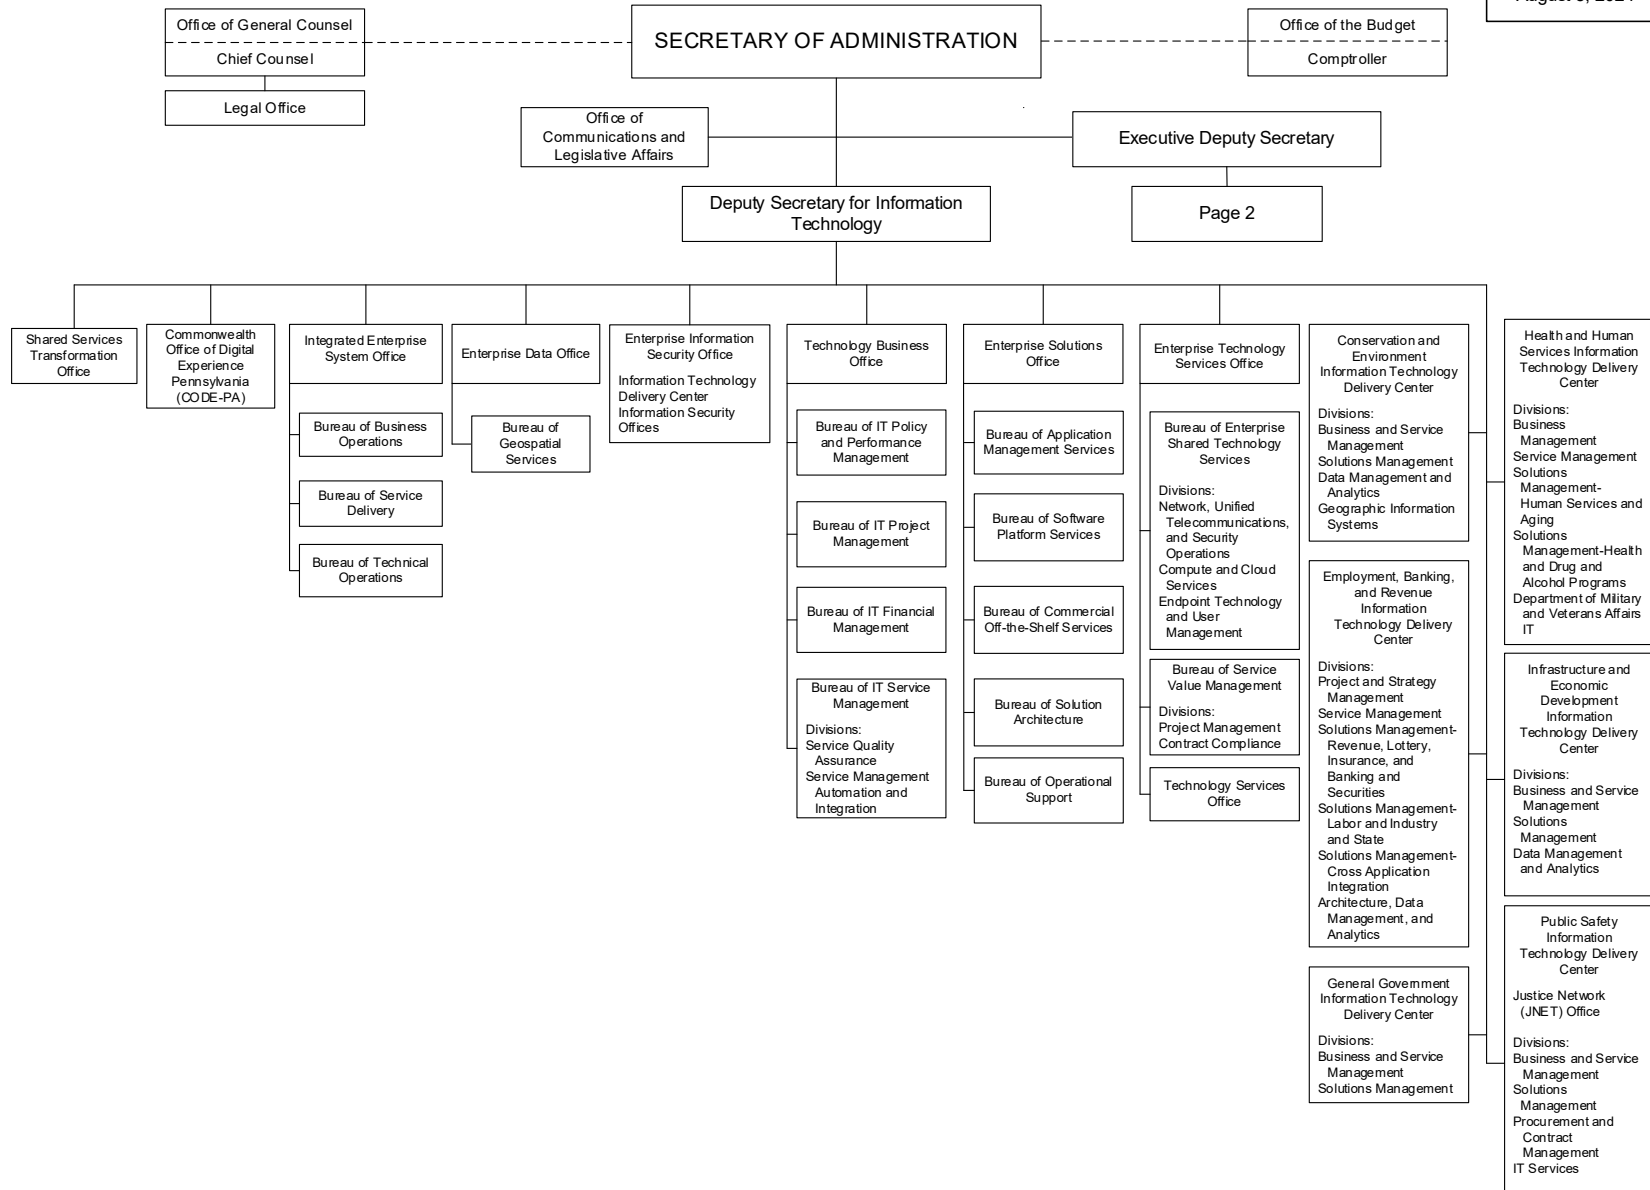 Office of General Counsel
Chief Counsel
Legal Office
SECRETARY OF ADMINISTRATION
Office of the Budget
Comptroller
Office of
Communications and
Legislative Affairs
Executive Deputy Secretary
Deputy Secretary for Information
Technology
Page 2
Shared Services
Transformation
Office
Commonwealth
Office of Digital
Experience
Pennsylvania
(CODE-PA)
Integrated Enterprise
System Office
Bureau of Business
Operations
Bureau of Service
Delivery
Bureau of Technical
Operations
Enterprise Data Office
Bureau of
Geospatial
Services
Enterprise Information
Security Office
Information Technology
Delivery Center
Information Security
Offices
Technology Business
Office
Bureau of IT Policy
and Performance
Management
Bureau of IT Project
Management
Bureau of IT Financial
Management
Bureau of IT Service
Management
Divisions:
Service Quality
Assurance
Service Management
Automation and
Integration
Enterprise Solutions
Office
Bureau of Application
Management Services
Bureau of Software
Platform Services
Bureau of Commercial
Off-the-Shelf Services
Bureau of Solution
Architecture
Bureau of Operational
Support
Enterprise Technology
Services Office
Bureau of Enterprise
Shared Technology
Services
Divisions:
Network, Unified
Telecommunications,
and Security
Operations
Compute and Cloud
Services
Endpoint Technology
and User
Management
Bureau of Service
Value Management
Divisions:
Project Management
Contract Compliance
Technology Services
Office
Conservation and
Environment
Information Technology
Delivery Center
Divisions:
Business and Service
Management
Solutions Management
Data Management and
Analytics
Geographic Information
Systems
Employment, Banking,
and Revenue
Information
Technology Delivery
Center
Divisions:
Project and Strategy
Management
Service Management
Solutions Management-
Revenue, Lottery,
Insurance, and
Banking and
Securities
Solutions Management-
Labor and Industry
and State
Solutions Management-
Cross Application
Integration
Architecture, Data
Management, and
Analytics
General Government
Information Technology
Delivery Center
Divisions:
Business and Service
Management
Solutions Management
Health and Human
Services Information
Technology Delivery
Center
Divisions:
Business
Management
Service Management
Solutions
Management-
Human Services and
Aging
Solutions
Management-Health
and Drug and
Alcohol Programs
Department of Military
and Veterans Affairs
IT
Infrastructure and
Economic
Development
Information
Technology Delivery
Center
Divisions:
Business and Service
Management
Solutions
Management
Data Management
and Analytics
Public Safety
Information
Technology Delivery
Center
Justice Network
(JNET) Office
Divisions:
Business and Service
Management
Solutions
Management
Procurement and
Contract
Management
IT Services